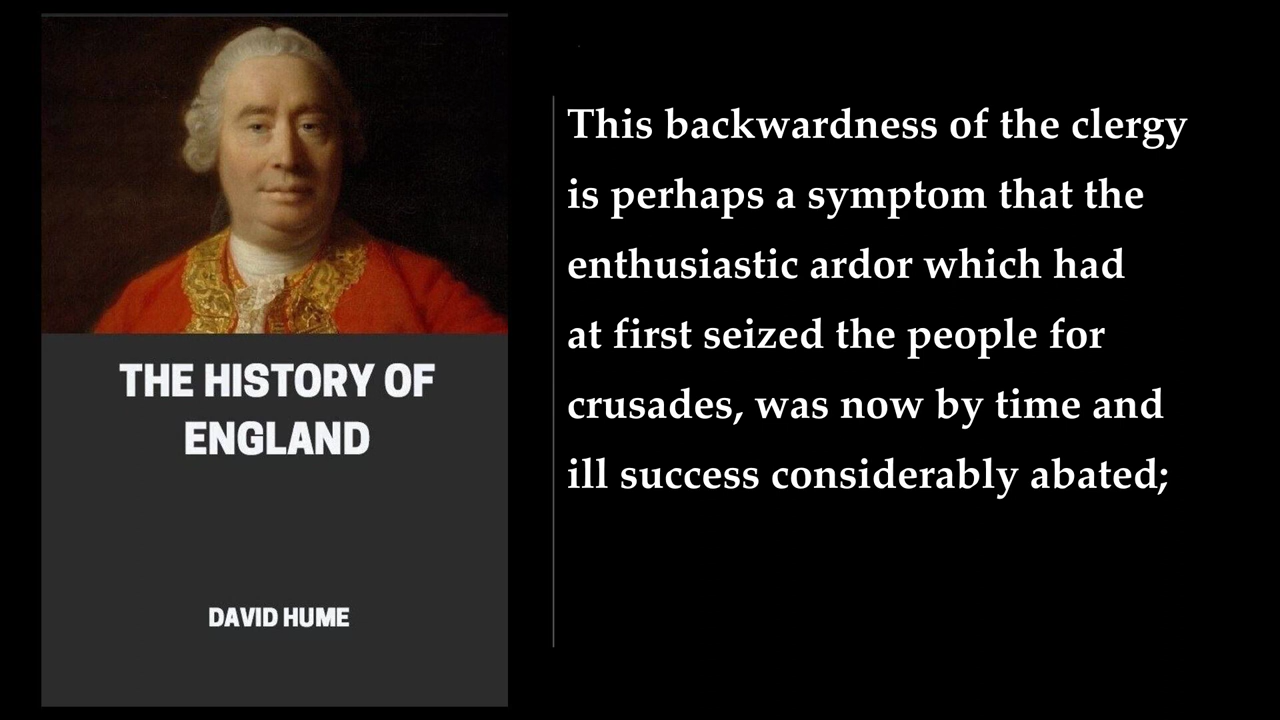 THE HISTORY OF
ENGLAND
DAVID HUME
This backwardness of the clergy
is perhaps a symptom that the
enthusiastic ardor which had
at first seized the people for
crusades, was now by time and
ill success considerably abated;